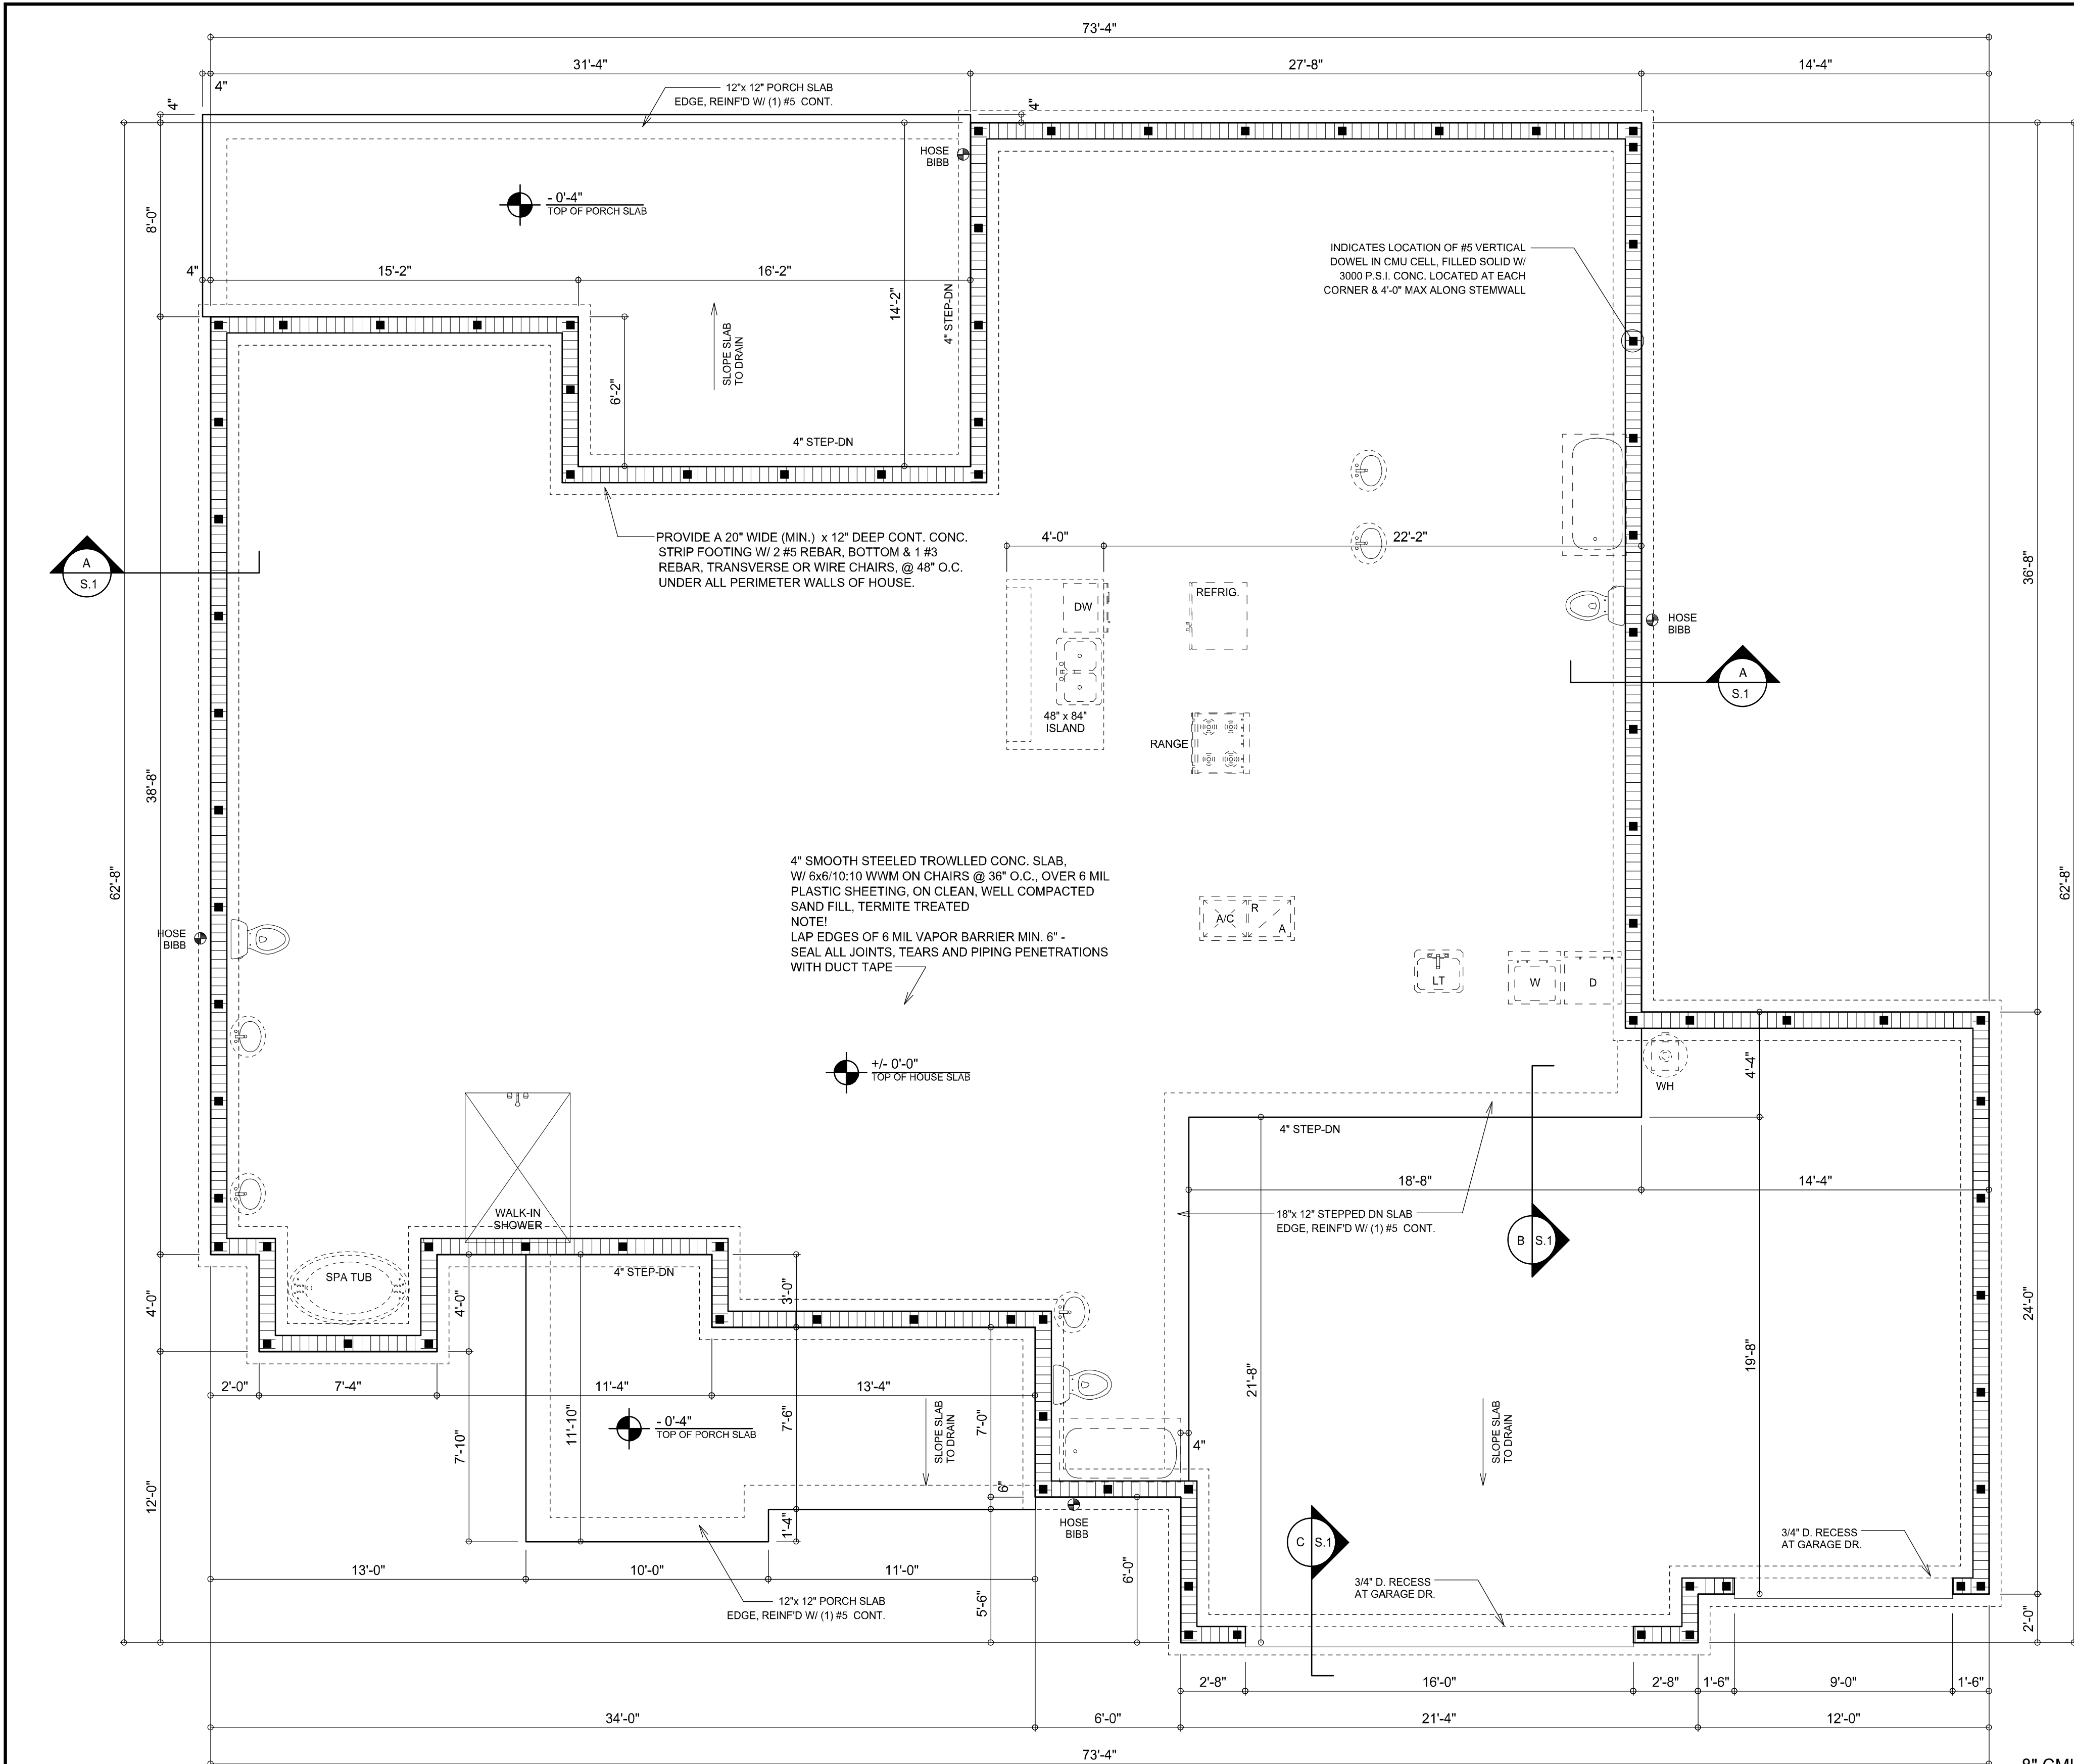 73'-4"
31'-4"
27'-8"
14'-4"
4"
4"
4"
12"x 12" PORCH SLAB
EDGE, REINF'D W/ (1) #5 CONT.
HOSE
BIBB
- 0'-4"
TOP OF PORCH SLAB
8'-0"
4"
15'-2"
16'-2"
14'-2"
4" STEP-DN
INDICATES LOCATION OF #5 VERTICAL
DOWEL IN CMU CELL, FILLED SOLID W/
3000 P.S.I. CONC. LOCATED AT EACH
CORNER & 4'-0" MAX ALONG STEMWALL
SLOPE SLAB
TO DRAIN
6'-2"
4" STEP-DN
PROVIDE A 20" WIDE (MIN.) x 12" DEEP CONT. CONC.
STRIP FOOTING W/ 2 #5 REBAR, BOTTOM & 1 #3
REBAR, TRANSVERSE OR WIRE CHAIRS, @ 48" O.C.
UNDER ALL PERIMETER WALLS OF HOUSE.
A
S.1
4'-0"
22'-2"
36'-8"
DW
REFRIG.
HOSE
BIBB
A
S.1
48" x 84"
ISLAND
RANGE
38'-8"
62'-8"
62'-8"
4" SMOOTH STEELED TROWLLED CONC. SLAB,
W/ 6x6/10:10 WWM ON CHAIRS @ 36" O.C., OVER 6 MIL
PLASTIC SHEETING, ON CLEAN, WELL COMPACTED
SAND FILL, TERMITE TREATED
NOTE!
LAP EDGES OF 6 MIL VAPOR BARRIER MIN. 6" -
SEAL ALL JOINTS, TEARS AND PIPING PENETRATIONS
WITH DUCT TAPE
A/C
R
A
HOSE
BIBB
LT
W
D
+/- 0'-0"
TOP OF HOUSE SLAB
WH
4'-4"
4" STEP-DN
18'-8"
14'-4"
WALK-IN
SHOWER
18"x 12" STEPPED DN SLAB
EDGE, REINF'D W/ (1) #5 CONT.
B
S.1
SPA TUB
4" STEP-DN
4'-0"
4'-0"
3'-0"
24'-0"
21'-8"
19'-8"
2'-0"
7'-4"
11'-4"
13'-4"
- 0'-4"
TOP OF PORCH SLAB
7'-10"
11'-10"
7'-6"
SLOPE SLAB
TO DRAIN
7'-0"
4"
SLOPE SLAB
TO DRAIN
12'-0"
6"
1'-4"
HOSE
BIBB
C
S.1
3/4" D. RECESS
AT GARAGE DR.
13'-0"
10'-0"
11'-0"
6'-0"
3/4" D. RECESS
AT GARAGE DR.
5'-6"
12"x 12" PORCH SLAB
EDGE, REINF'D W/ (1) #5 CONT.
2'-0"
2'-8"
16'-0"
2'-8"
1'-6"
9'-0"
1'-6"
34'-0"
6'-0"
21'-4"
12'-0"
73'-4"